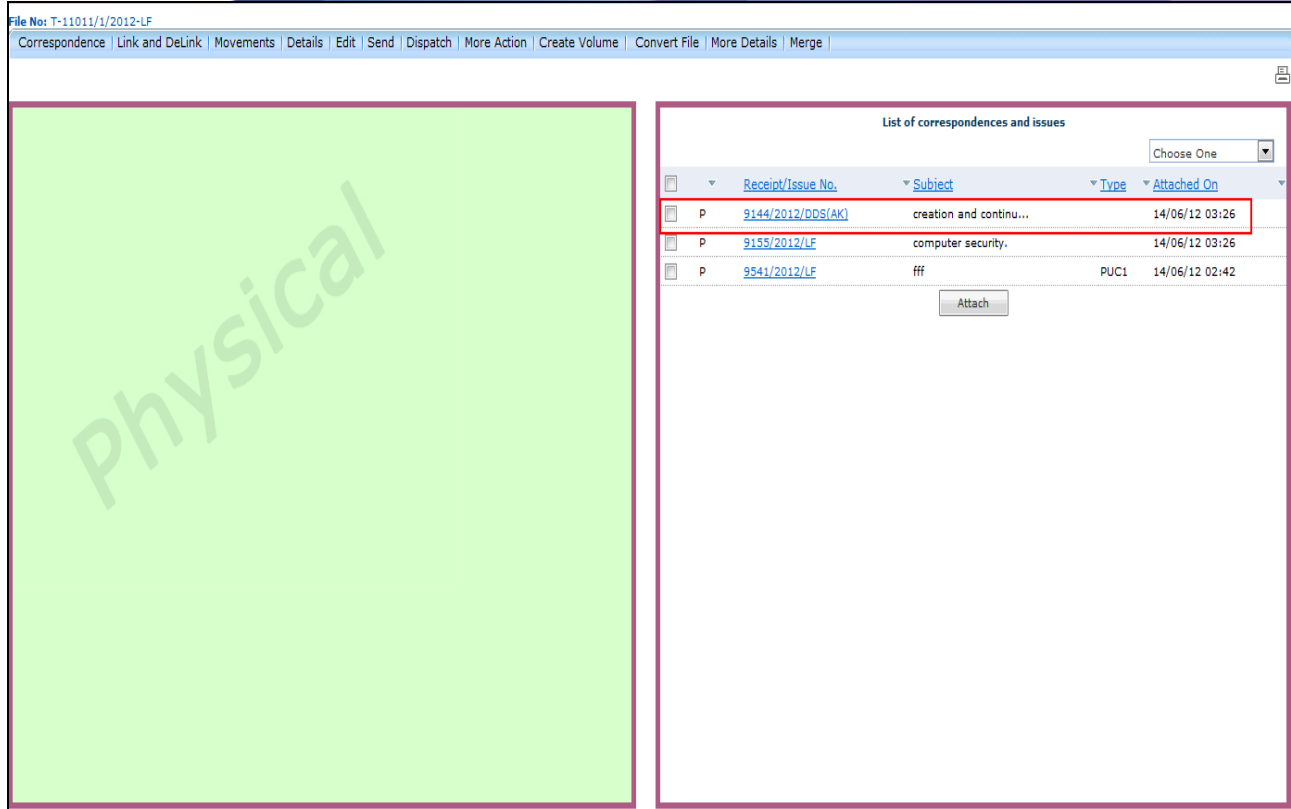 File No: T-11011/1/2012-LF
Correspondence | Link and DeLink | Movements | Details | Edit | Send | Dispatch | More Action | Create Volume | Convert File | More Details | Merge |
Physical
List of correspondences and issues
Choose One
Receipt/Issue No. Subject Type Attached On
P 9144/2012/DDS(AK) creation and continu... 14/06/12 03:26
P 9155/2012/LF computer security. 14/06/12 03:26
P 9541/2012/LF fff PUC1 14/06/12 02:42
Attach